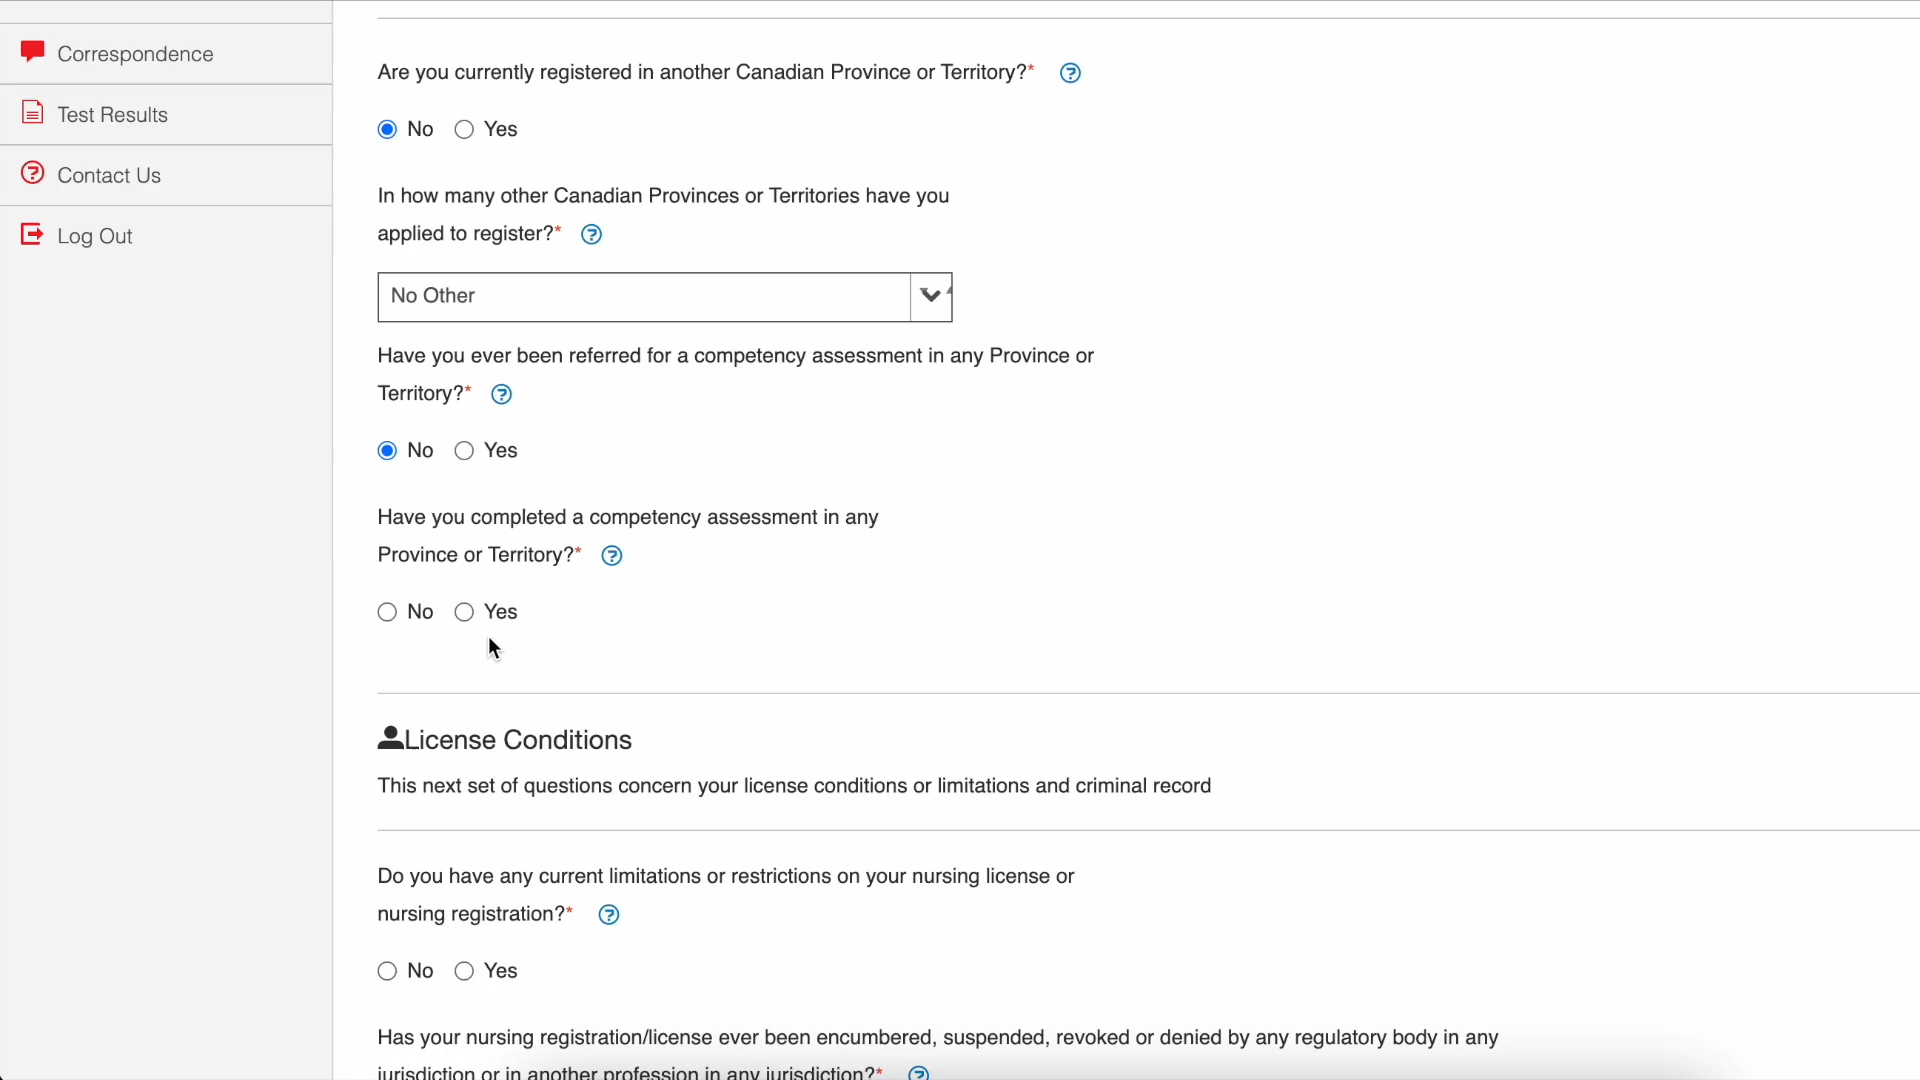 Correspondence
Test Results
Contact Us
Log Out
Are you currently registered in another Canadian Province or Territory?*
No Yes
In how many other Canadian Provinces or Territories have you
applied to register?*
No Other
Have you ever been referred for a competency assessment in any Province or
Territory?*
No Yes
Have you completed a competency assessment in any
Province or Territory?*
No Yes
License Conditions
This next set of questions concern your license conditions or limitations and criminal record
Do you have any current limitations or restrictions on your nursing license or
nursing registration?*
No Yes
Has your nursing registration/license ever been encumbered, suspended, revoked or denied by any regulatory body in any
jurisdiction or in another profession in any jurisdiction?*